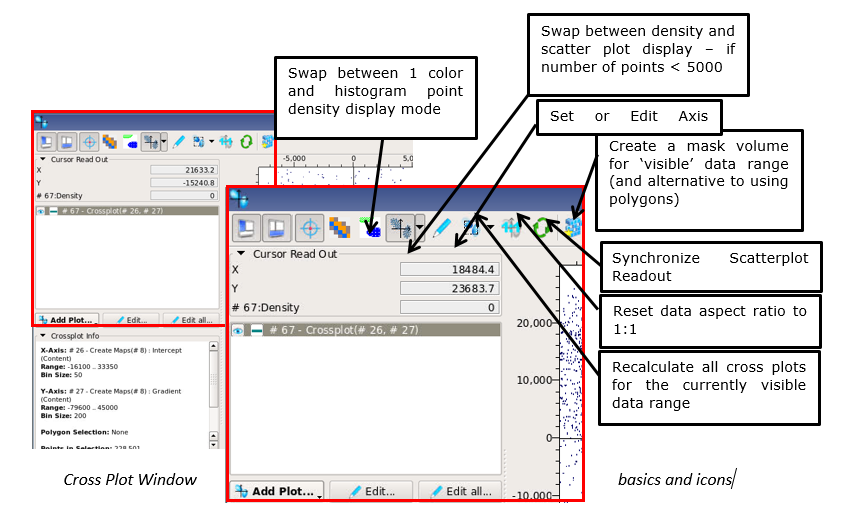 Swap between density and
scatter plot display – if
number of points < 5000
Swap between 1 color
and histogram point
density display mode
Set or Edit Axis
Create a mask volume
for ‘visible’ data range
(and alternative to using
polygons)
Synchronize Scatterplot
Readout
Reset data aspect ratio to
1:1
Recalculate all cross plots
for the currently visible
data range
Cursor Read Out
X 21633.2
Y -15240.8
# 67:Density 0
# 67 - Crossplot(# 26, # 27)
Add Plot... Edit... Edit all...
-5,000 0 5,0
Crossplot Info
X-Axis: # 26 - Create Maps(# 8) : Intercept
(Content)
Range: -16100 .. 33350
Bin Size: 50
Y-Axis: # 27 - Create Maps(# 8) : Gradient
(Content)
Range: -79600 .. 45000
Bin Size: 200
Polygon Selection: None
Points in Selection: 228,501
Cursor Read Out
X 18484.4
Y 23683.7
# 67:Density 0
# 67 - Crossplot(# 26, # 27)
20,000
10,000
0
-10,000
Add Plot... Edit... Edit all...
Cross Plot Window basics and icons